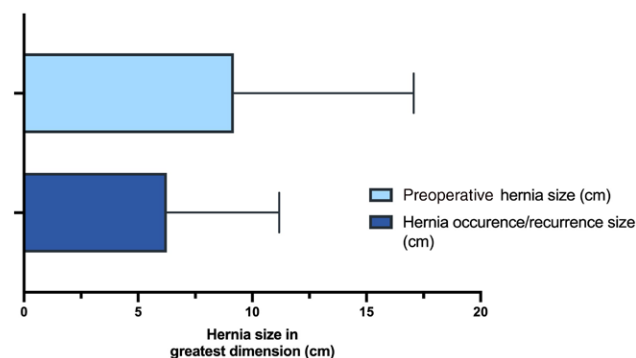 Preoperative hernia size (cm)
Hernia occurence/recurrence size
(cm)
0 5 10 15 20
Hernia size in
greatest dimension (cm)